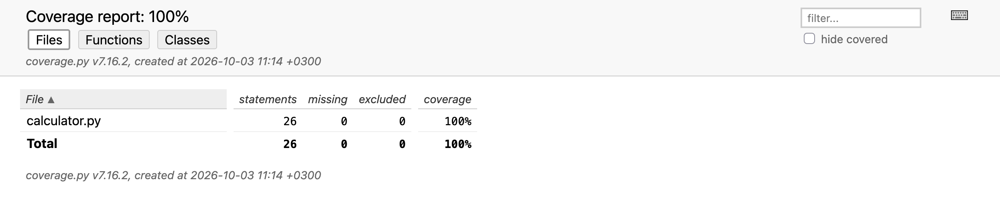 Coverage report: 100%
filter...
Files Functions Classes
hide covered
coverage.py v7.16.2, created at 2026-10-03 11:14 +0300
File ▲ statements missing excluded coverage
calculator.py 26 0 0 100%
Total 26 0 0 100%
coverage.py v7.16.2, created at 2026-10-03 11:14 +0300